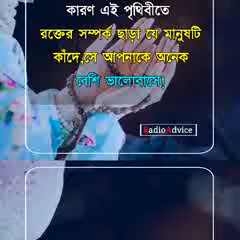 কারণ এই পৃথিবীতে
রক্তের সম্পর্ক ছাড়া যে মানুষটি
কাঁদে,সে আপনাকে অনেক
বেশি ভালোবাসে!
RadioAdvice